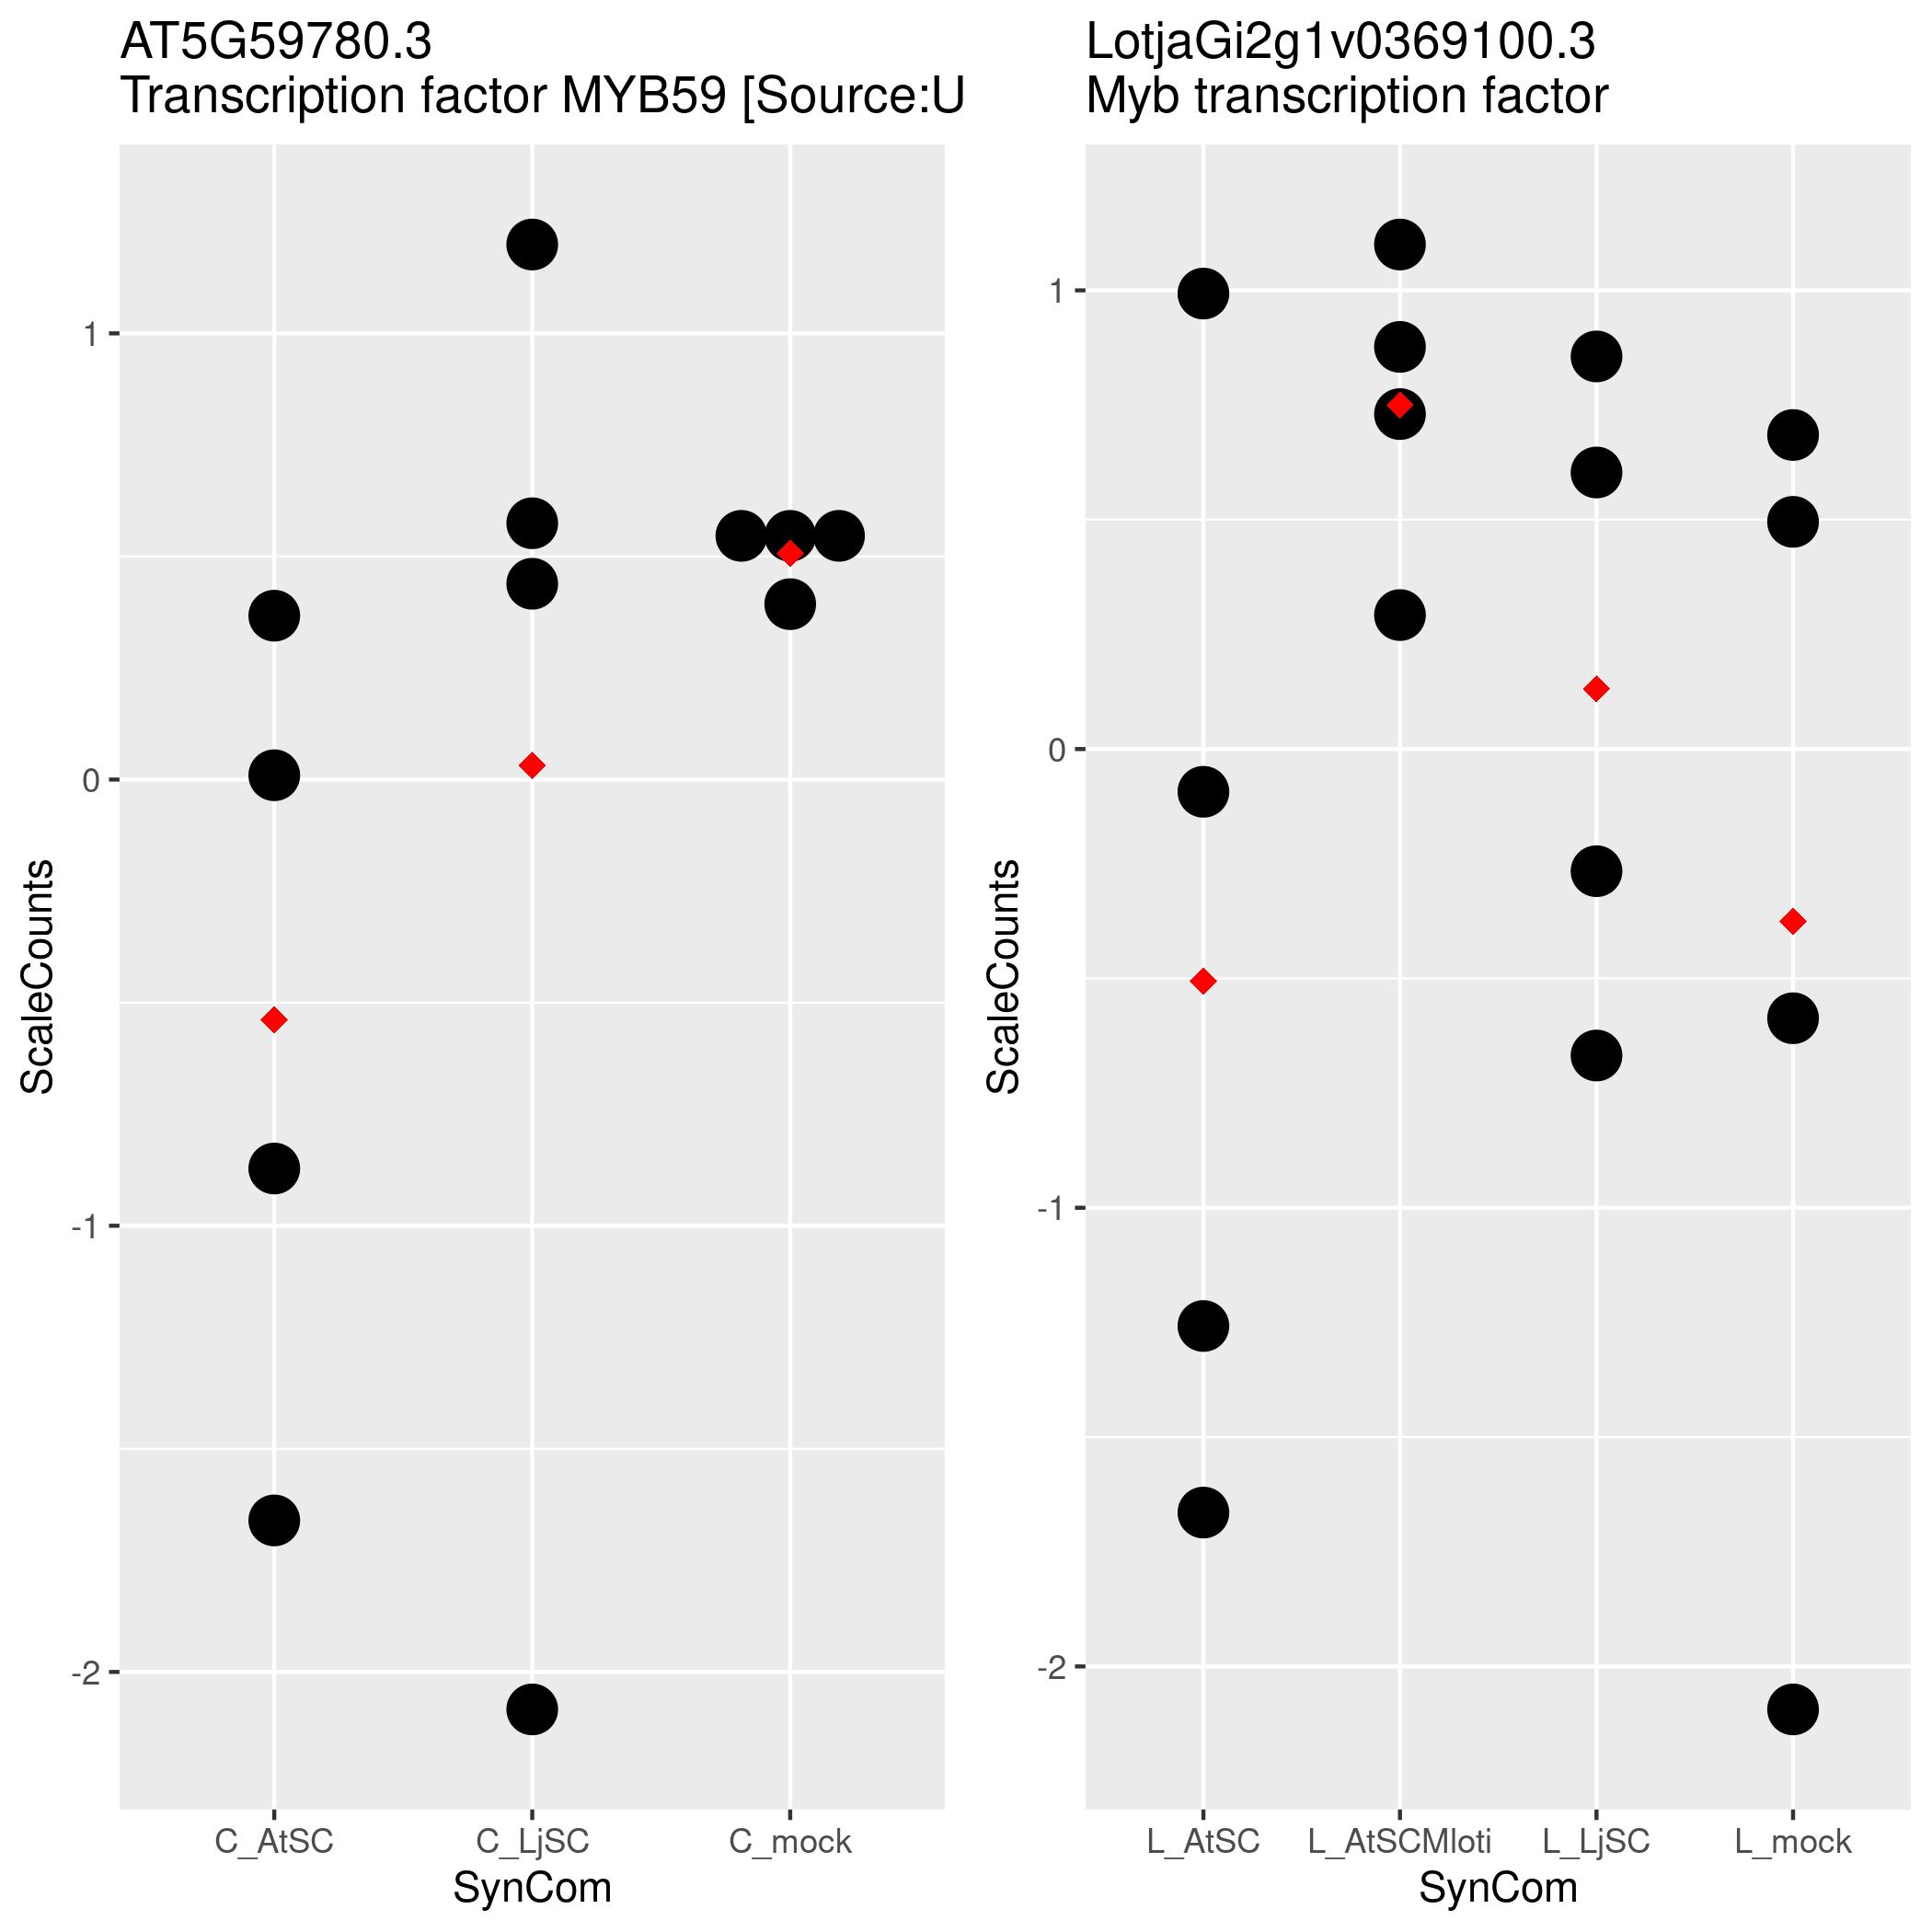 AT5G59780.3
Transcription factor MYB59 [Source:U
ScaleCounts
1
0
-1
-2
C_AtSC
C_LjSC
C_mock
SynCom
LotjaGi2g1v0369100.3
Myb transcription factor
ScaleCounts
1
0
-1
-2
L_AtSC
L_AtSCMloti
L_LjSC
L_mock
SynCom